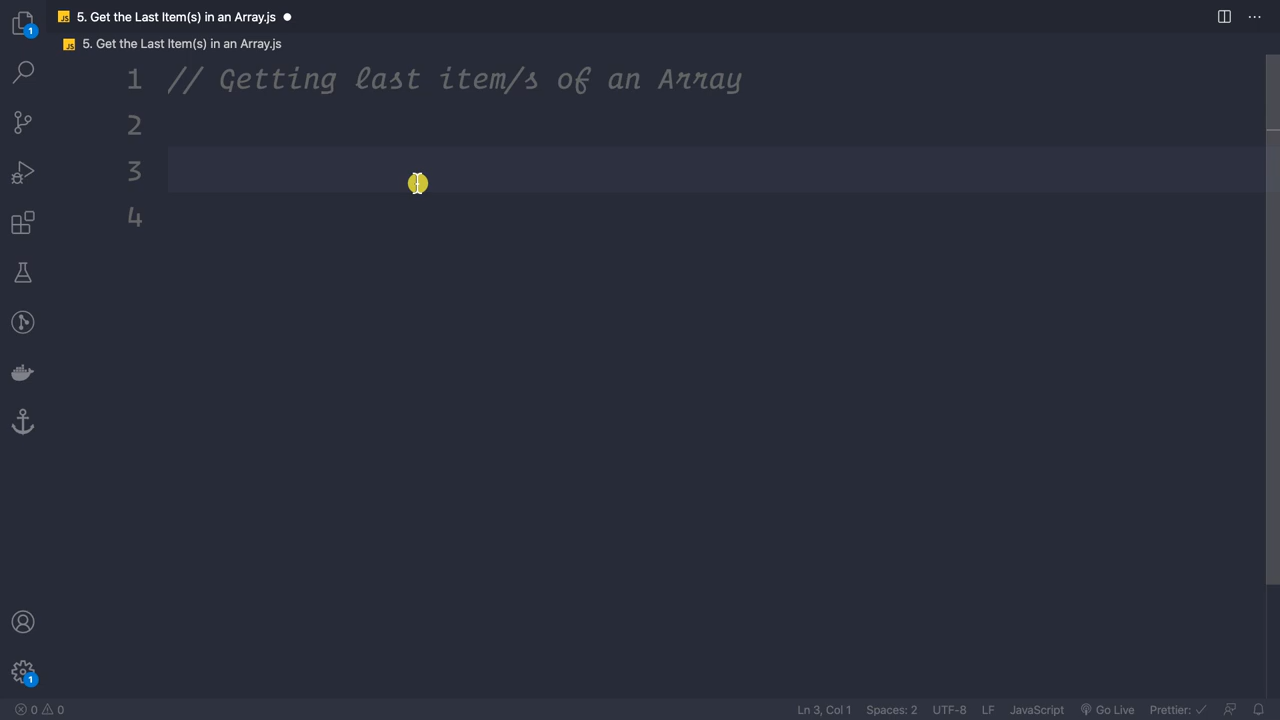 JS 5. Get the Last Item(s) in an Array.js
JS 5. Get the Last Item(s) in an Array.js
1 // Getting last item/s of an Array
2
3
4
1
1
0 0
Ln 3, Col 1 Spaces: 2 UTF-8 LF JavaScript Go Live Prettier: